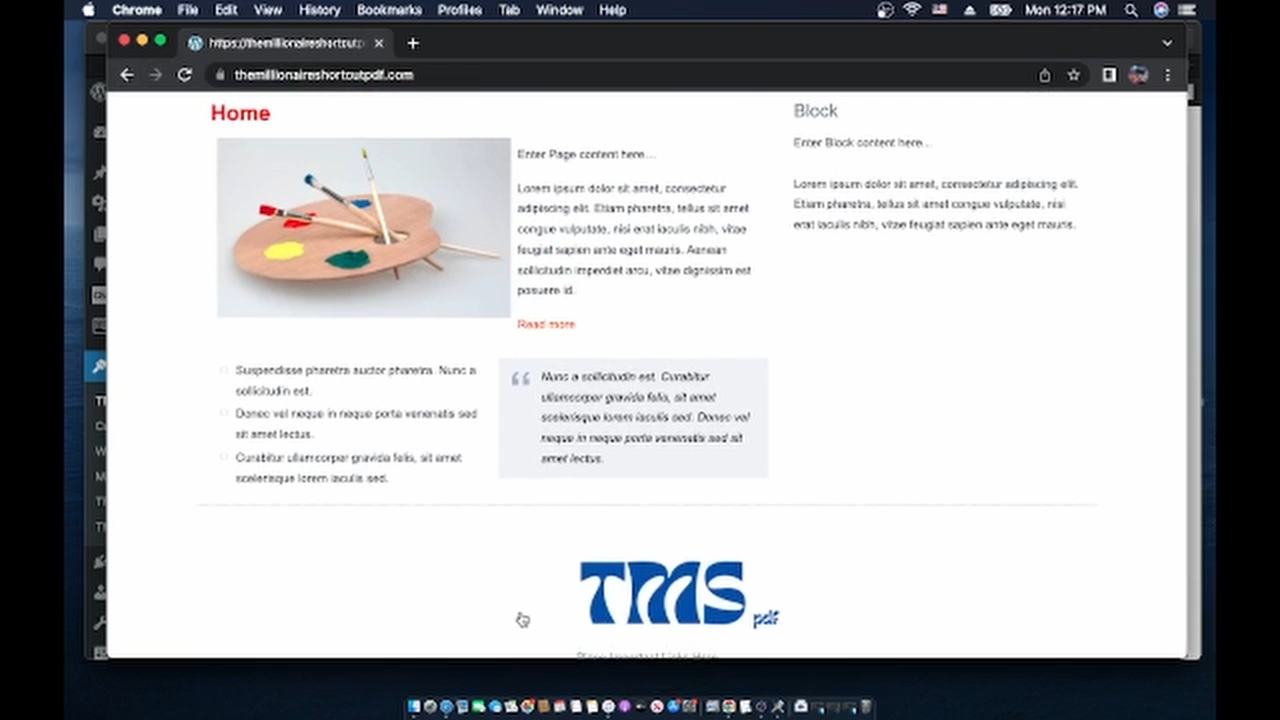 Chrome File Edit View History Bookmarks Profiles Tab Window Help Mon 12:17 PM
https://themillionaireshortcutp
themillionaireshortcutpdf.com
Home
Enter Page content here...
Lorem ipsum dolor sit amet, consectetur
adipiscing elit. Etiam pharetra, tellus sit amet
congue vulputate, nisi erat iaculis nibh, vitae
feugiat sapien ante eget mauris. Aenean
sollicitudin imperdiet arcu, vitae dignissim est
posuere id.
Read more
Block
Enter Block content here...
Lorem ipsum dolor sit amet, consectetur adipiscing elit.
Etiam pharetra, tellus sit amet congue vulputate, nisi
erat iaculis nibh, vitae feugiat sapien ante eget mauris.
Suspendisse pharetra auctor pharetra. Nunc a
sollicitudin est.
Donec vel neque in neque porta venenatis sed
sit amet lectus.
Curabitur ullamcorper gravida felis, sit amet
scelerisque lorem iaculis sed.
Nunc a sollicitudin est. Curabitur
ullamcorper gravida felis, sit amet
scelerisque lorem iaculis sed. Donec vel
neque in neque porta venenatis sed sit
amet lectus.
TMS
pdf